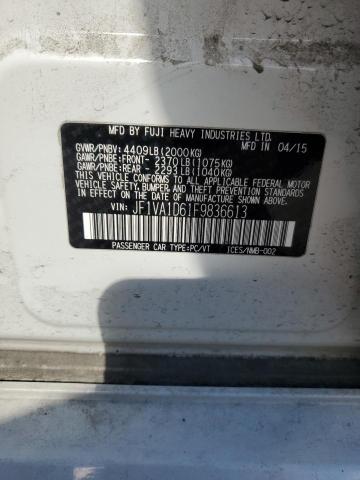 MFD BY FUJI HEAVY INDUSTRIES LTD.
GVWR/PNBV: 4409LB(2000KG) MFD IN 04/15
GAWR/PNBE:FRONT- 2370LB(1075KG)
GAWR/PNBE:REAR - 2293LB(1040KG)
THIS VEHICLE CONFORMS TO ALL APPLICABLE FEDERAL MOTOR
VEHICLE SAFETY, BUMPER, AND THEFT PREVENTION STANDARDS
IN EFFECT ON THE DATE OF MANUFACTURE SHOWN ABOVE.
VIN: JF1VA1D61F9836613
PASSENGER CAR TYPE:PC/VT ICES/NMB-002